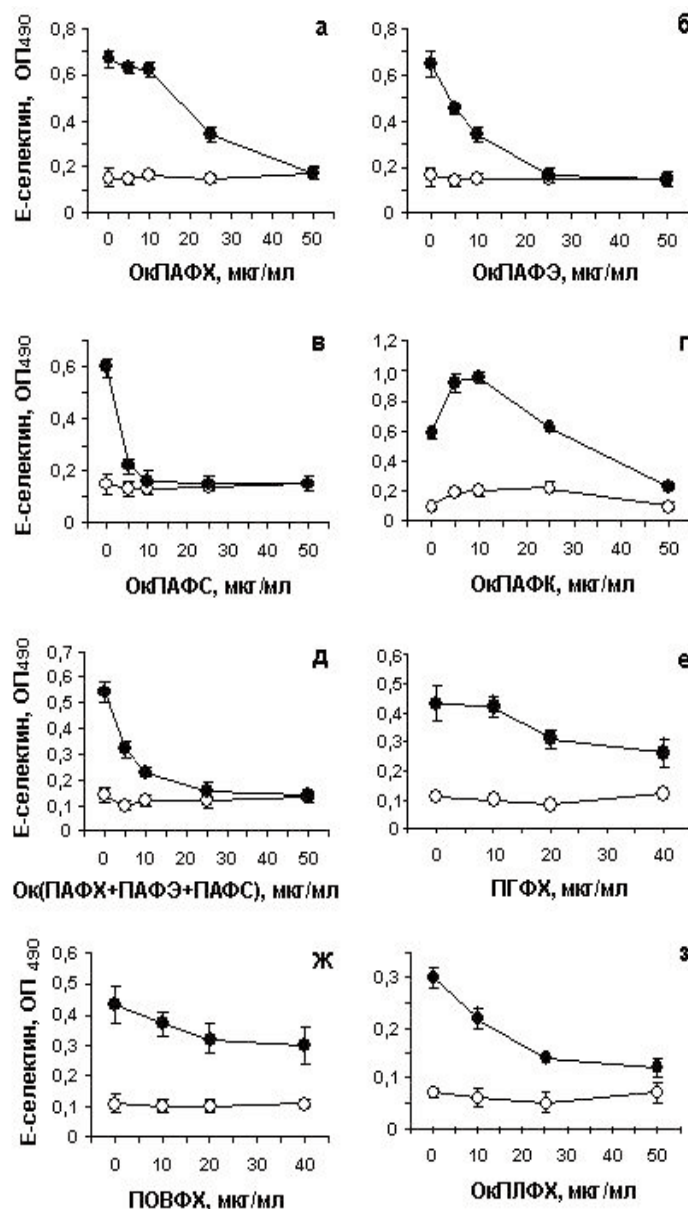 а
Е-селектин, ОП490
0,8
0,6
0,4
0,2
0
0 10 20 30 40 50
ОкПАФХ, мкг/мл
б
0,8
0,6
0,4
0,2
0
0 10 20 30 40 50
ОкПАФЭ, мкг/мл
в
Е-селектин, ОП490
0,6
0,4
0,2
0
0 10 20 30 40 50
ОкПАФС, мкг/мл
г
1,2
1,0
0,8
0,6
0,4
0,2
0
0 10 20 30 40 50
ОкПАФК, мкг/мл
д
Е-селектин, ОП490
0,7
0,6
0,5
0,4
0,3
0,2
0,1
0
0 10 20 30 40 50
Ок(ПАФХ+ПАФЭ+ПАФС), мкг/мл
е
0,6
0,5
0,4
0,3
0,2
0,1
0
0 10 20 30 40
ПГФХ, мкг/мл
ж
Е-селектин, ОП 490
0,6
0,5
0,4
0,3
0,2
0,1
0
0 10 20 30 40
ПОВФХ, мкг/мл
з
0,3
0,2
0,1
0
0 10 20 30 40 50
ОкПЛФХ, мкг/мл